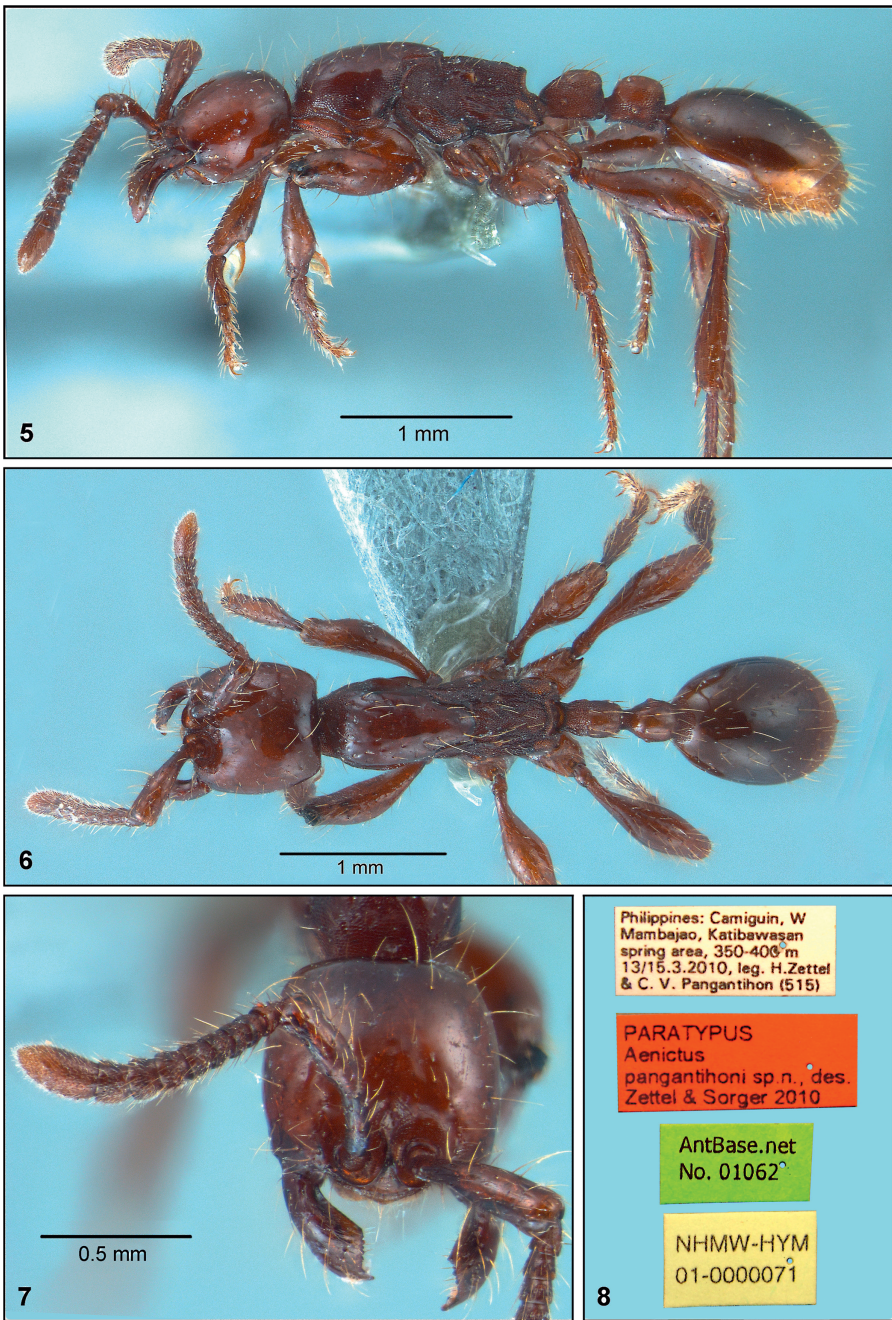 5
1 mm
6
1 mm
7
0.5 mm
8
Philippines: Camiguin, W
Mambajao, Katibawasan
spring area, 350-400 m
13/15.3.2010, leg. H.Zettel
& C. V. Pangantihon (515)
PARATYPUS
Aenictus
pangantihoni sp.n., des.
Zettel & Sorger 2010
AntBase.net
No. 01062
NHMW-HYM
01-0000071